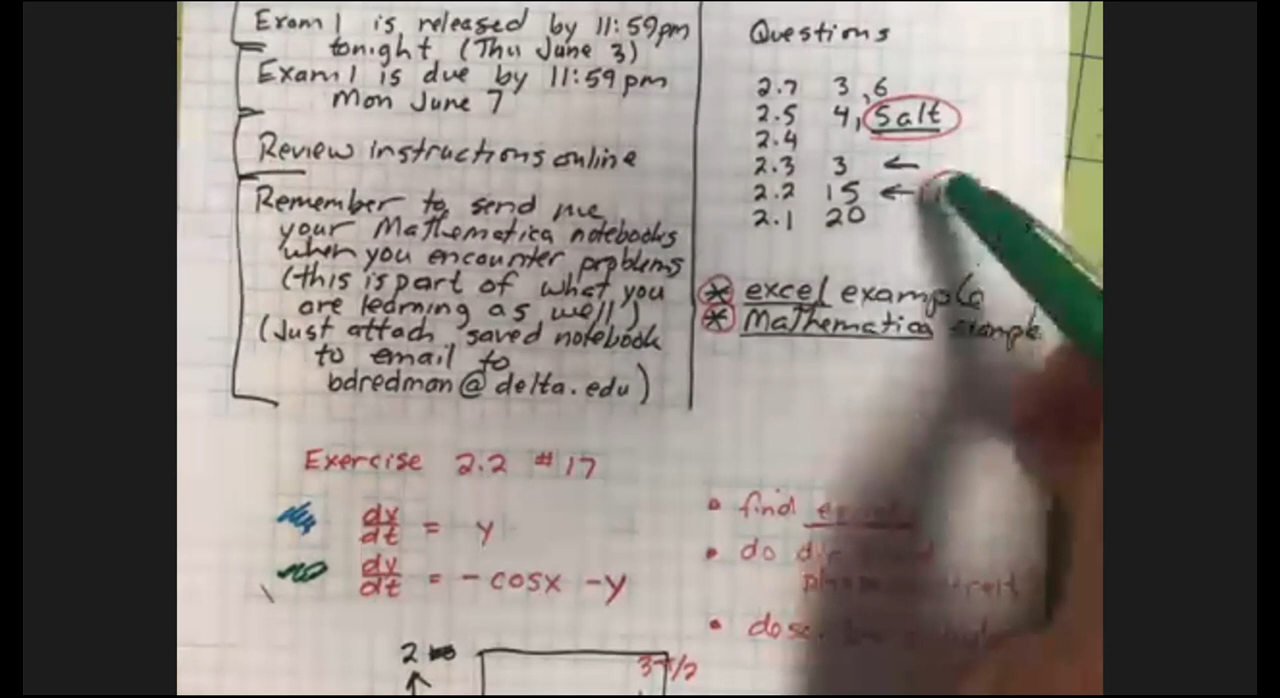 Exam 1 is released by 11:59pm
tonight (Thu June 3)
Exam 1 is due by 11:59pm
Mon June 7
Review instructions online
Remember to send me
your Mathematica notebooks
when you encounter problems
(this is part of what you
are learning as well)
(Just attach saved notebook
to email to
bdredman@delta.edu)
Questions
2.7 3, 6
2.5 4, Salt
2.4
2.3 3 ←
2.2 15 ←
2.1 20
* excel example
* Mathematica example
Exercise 2.2 #17
dx/dt = y
dy/dt = - cosx - y
• find
• do
•
2
3π/2